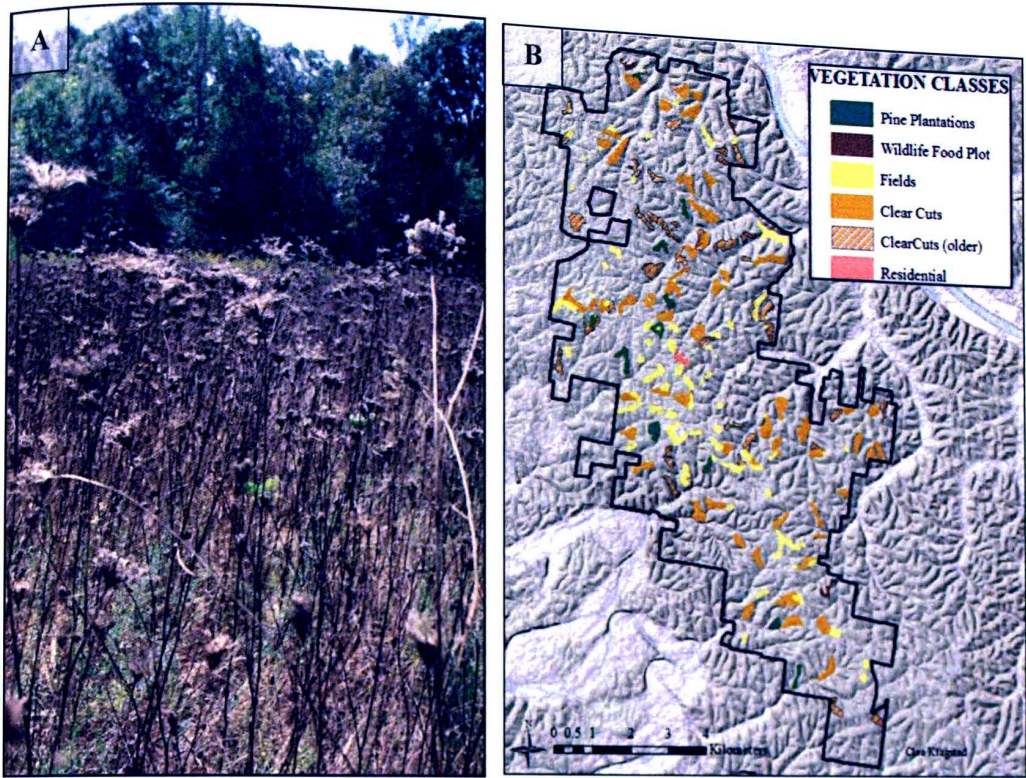 A
B
VEGETATION CLASSES
Pine Plantations
Wildlife Food Plot
Fields
Clear Cuts
ClearCuts (older)
Residential
N
0 0.5 1 2 3 4
Kilometers